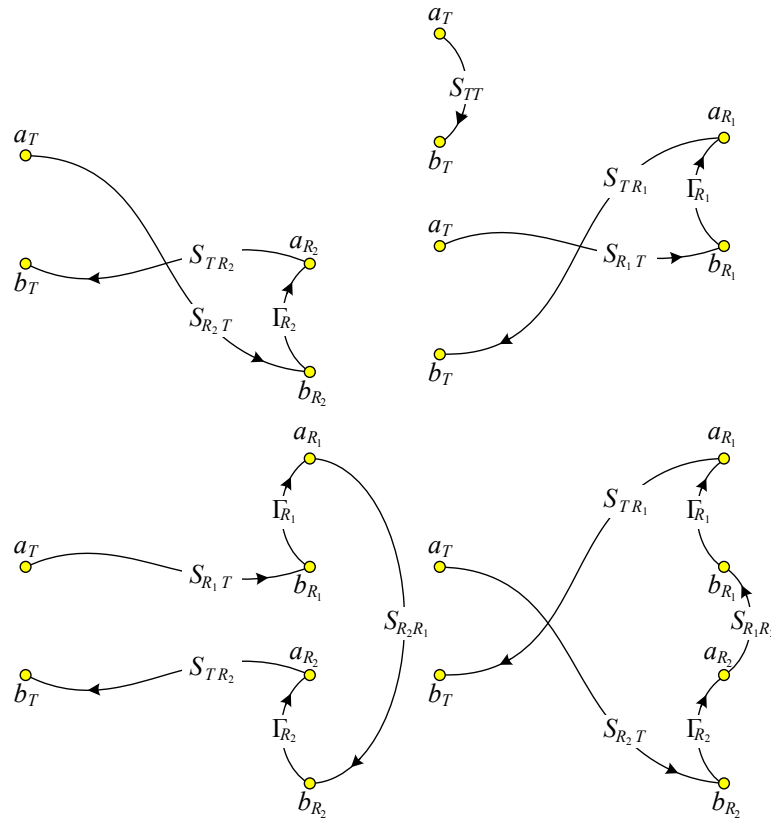 a_T
S_TT
b_T
a_T
S_TR₂
a_R₂
b_T
S_R₂T
Γ_R₂
b_R₂
a_R₁
S_TR₁
Γ_R₁
a_T
S_R₁T
b_R₁
b_T
a_R₁
Γ_R₁
a_T
S_R₁T
b_R₁
S_R₂R₁
a_R₂
S_TR₂
b_T
Γ_R₂
b_R₂
a_R₁
S_TR₁
Γ_R₁
a_T
b_R₁
S_R₁R₂
a_R₂
b_T
S_R₂T
Γ_R₂
b_R₂